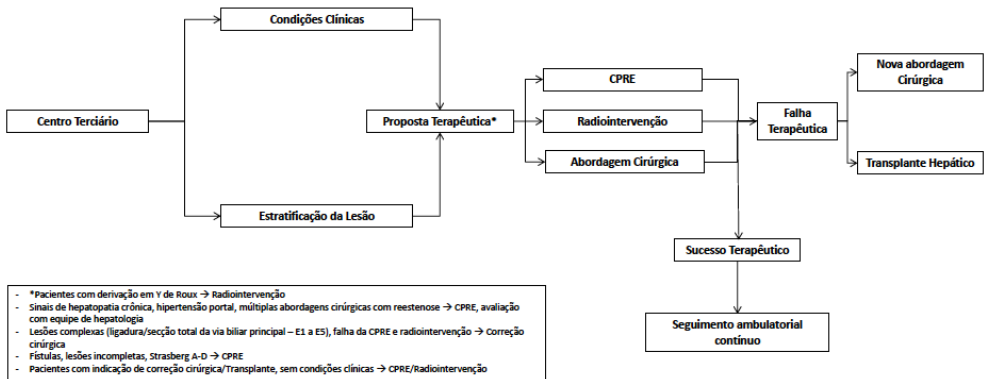 Condições Clínicas
Centro Terciário
Estratificação da Lesão
Proposta Terapêutica*
CPRE
Radiointervenção
Abordagem Cirúrgica
Falha
Terapêutica
Nova abordagem
Cirúrgica
Transplante Hepático
Sucesso Terapêutico
Seguimento ambulatorial
contínuo
- *Pacientes com derivação em Y de Roux → Radiointervenção
- Sinais de hepatopatia crônica, hipertensão portal, múltiplas abordagens cirúrgicas com reestenose → CPRE, avaliação
com equipe de hepatologia
- Lesões complexas (ligadura/secção total da via biliar principal – E1 a E5), falha da CPRE e radiointervenção → Correção
cirúrgica
- Fístulas, lesões incompletas, Strasberg A-D → CPRE
- Pacientes com indicação de correção cirúrgica/Transplante, sem condições clínicas → CPRE/Radiointervenção